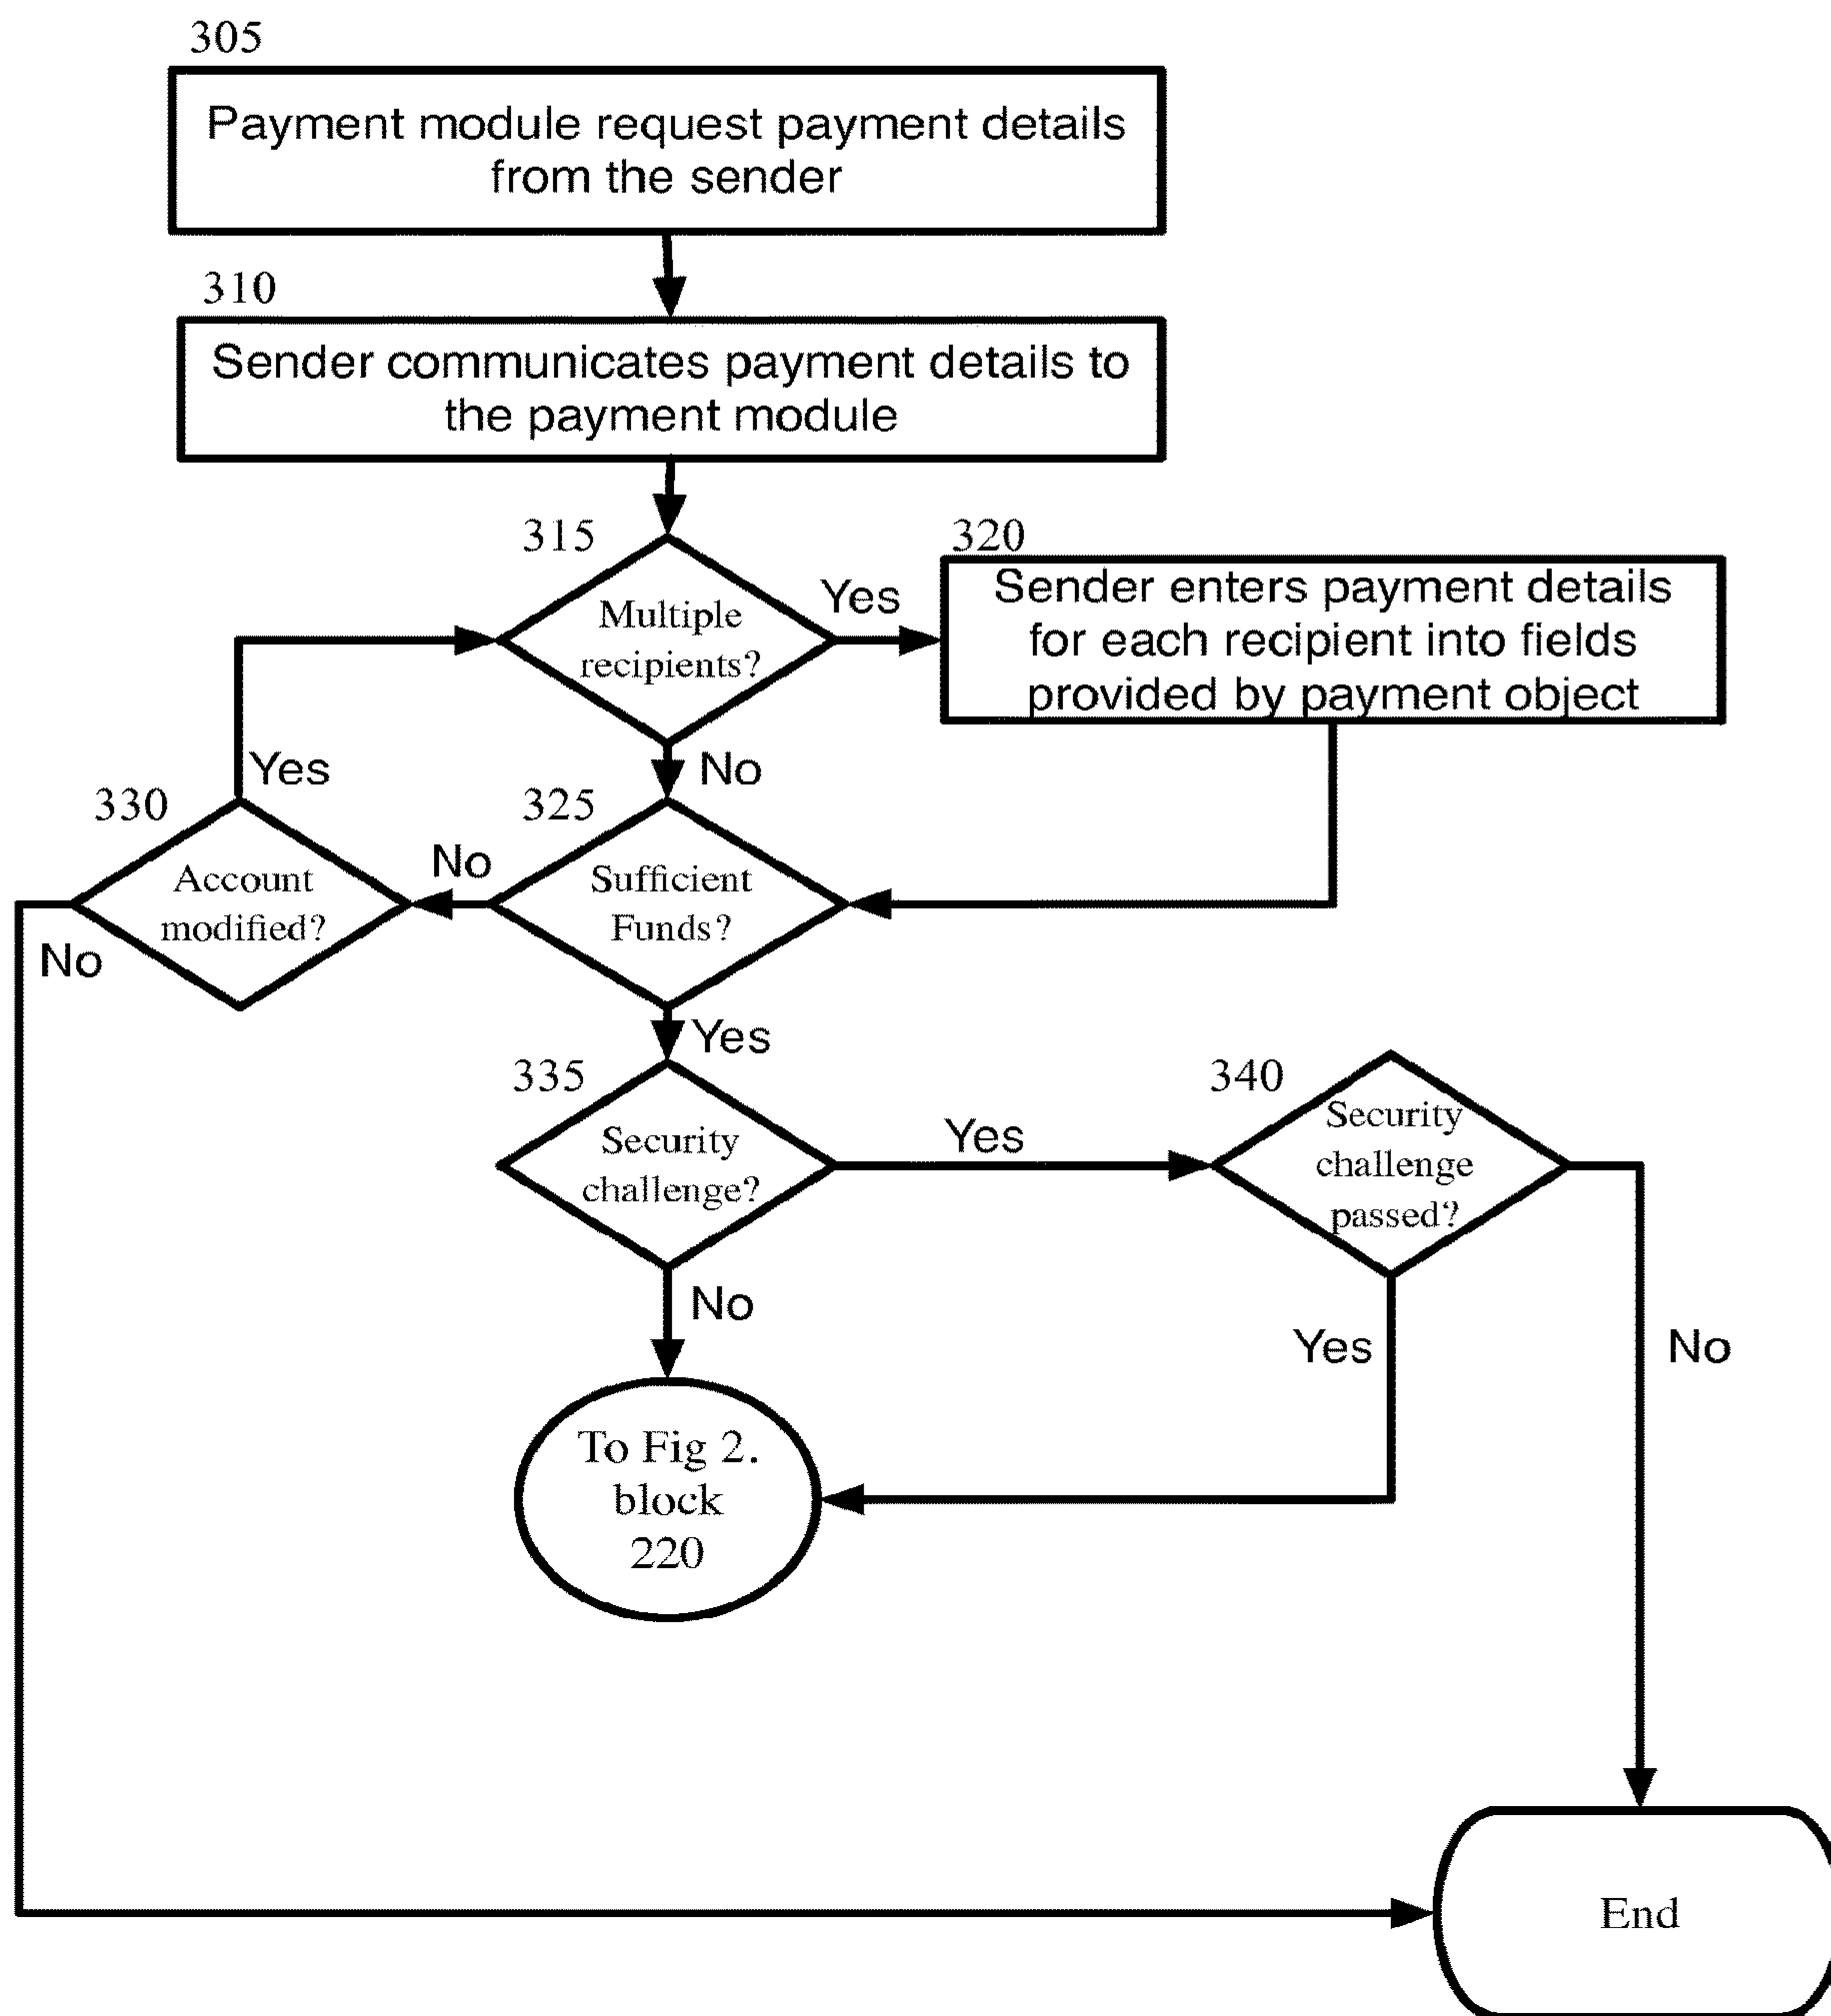 305
Payment module request payment details
from the sender
310
Sender communicates payment details to
the payment module
315
Multiple
recipients?
Yes
320
Sender enters payment details
for each recipient into fields
provided by payment object
No
Yes
330
Account
modified?
No
325
Sufficient
Funds?
No
Yes
335
Security
challenge?
Yes
340
Security
challenge
passed?
No
Yes
No
To Fig 2.
block
220
End